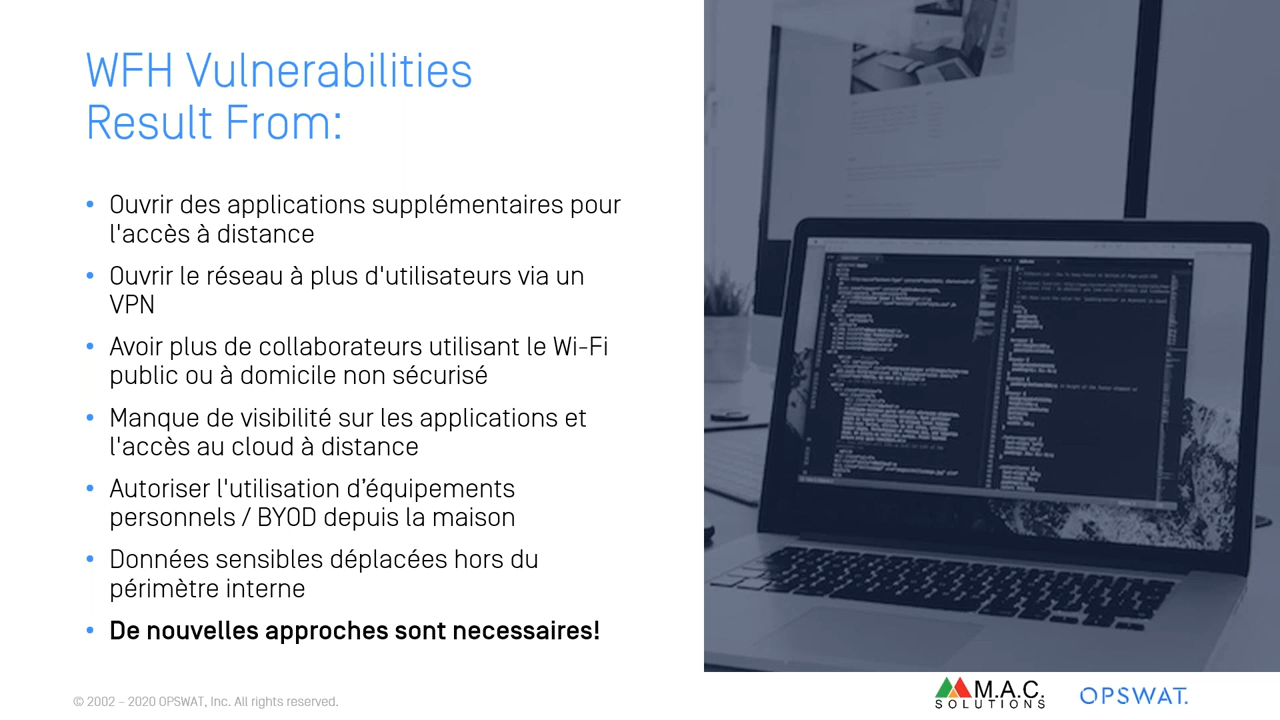 WFH Vulnerabilities
Result From:
• Ouvrir des applications supplémentaires pour
l'accès à distance
• Ouvrir le réseau à plus d'utilisateurs via un
VPN
• Avoir plus de collaborateurs utilisant le Wi-Fi
public ou à domicile non sécurisé
• Manque de visibilité sur les applications et
l'accès au cloud à distance
• Autoriser l'utilisation d’équipements
personnels / BYOD depuis la maison
• Données sensibles déplacées hors du
périmètre interne
• De nouvelles approches sont necessaires!
© 2002 - 2020 OPSWAT, Inc. All rights reserved.
M.A.C.
SOLUTIONS
OPSWAT.